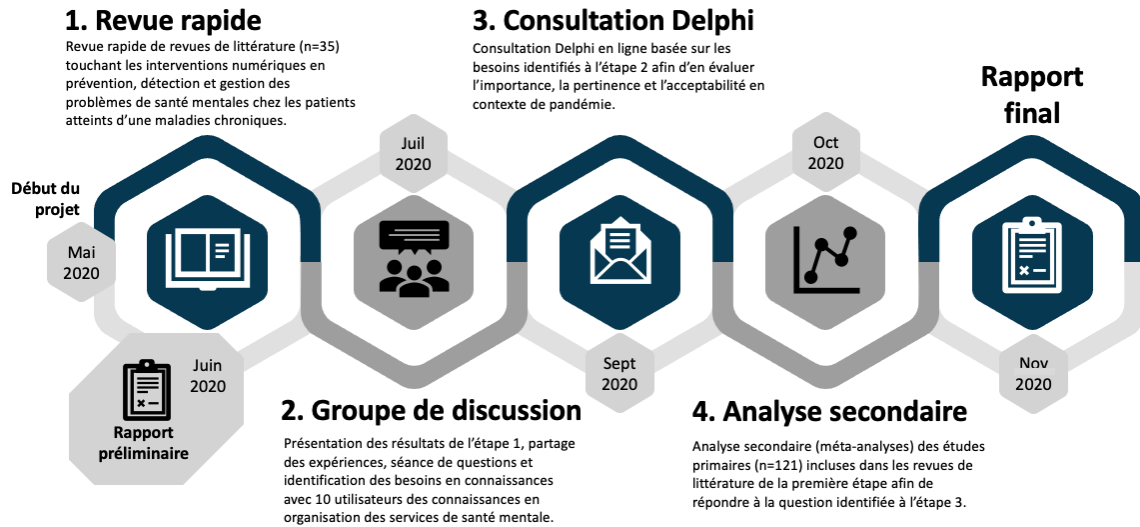 1. Revue rapide
Revue rapide de revues de littérature (n=35)
touchant les interventions numériques en
prévention, détection et gestion des
problèmes de santé mentales chez les patients
atteints d'une maladies chroniques.
3. Consultation Delphi
Consultation Delphi en ligne basée sur les
besoins identifiés à l'étape 2 afin d'en évaluer
l'importance, la pertinence et l'acceptabilité en
contexte de pandémie.
Rapport
final
Juil
2020
Oct
2020
Début du
projet
Mai
2020
Juin
2020
Rapport
préliminaire
Sept
2020
Nov
2020
2. Groupe de discussion
Présentation des résultats de l'étape 1, partage
des expériences, séance de questions et
identification des besoins en connaissances
avec 10 utilisateurs des connaissances en
organisation des services de santé mentale.
4. Analyse secondaire
Analyse secondaire (méta-analyses) des études
primaires (n=121) incluses dans les revues de
littérature de la première étape afin de
répondre à la question identifiée à l'étape 3.